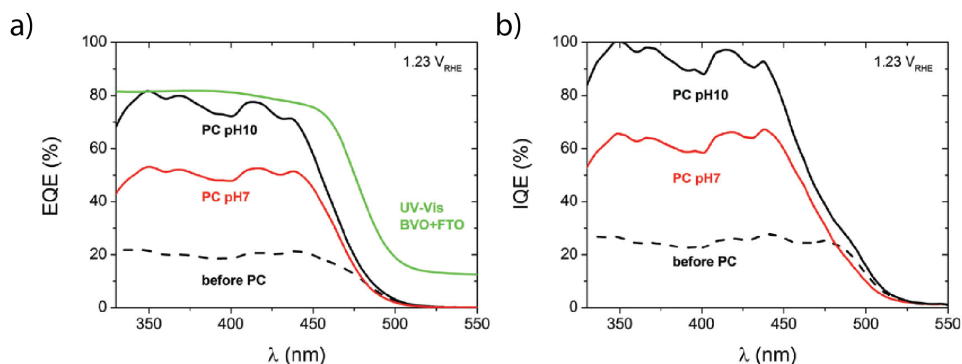 a)
100
80
60
40
20
0
EQE (%)
1.23 V_RHE
PC pH10
PC pH7
UV-Vis
BVO+FTO
before PC
350 400 450 500 550
λ (nm)
b)
100
80
60
40
20
0
IQE (%)
1.23 V_RHE
PC pH10
PC pH7
before PC
350 400 450 500 550
λ (nm)